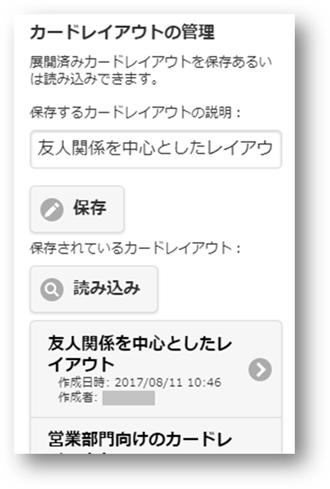 カードレイアウトの管理
展開済みカードレイアウトを保存あるい
は読み込みできます。
保存するカードレイアウトの説明：
友人関係を中心としたレイアウ
保存
保存されているカードレイアウト：
読み込み
友人関係を中心としたレ
イアウト
作成日時: 2017/08/11 10:46
作成者:
営業部門向けのカードレ